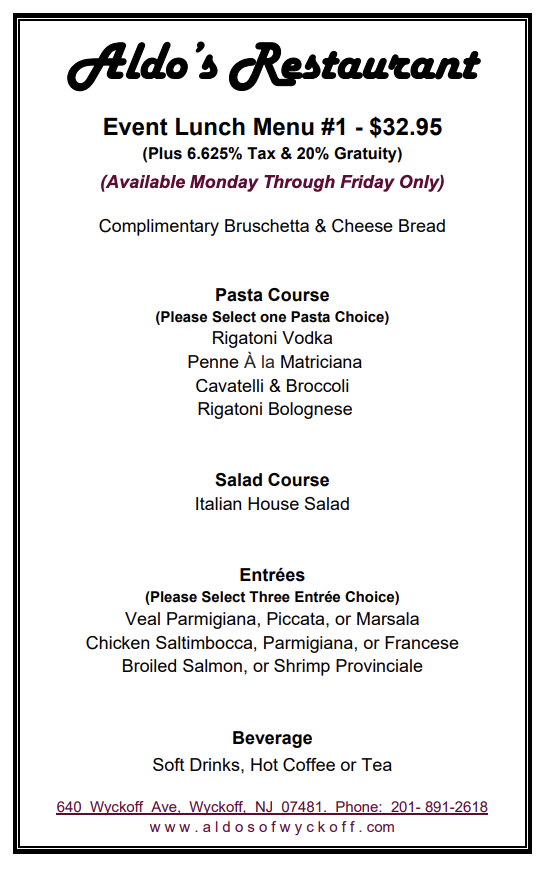 Aldo's Restaurant
Event Lunch Menu #1 - $32.95
(Plus 6.625% Tax & 20% Gratuity)
(Available Monday Through Friday Only)
Complimentary Bruschetta & Cheese Bread
Pasta Course
(Please Select one Pasta Choice)
Rigatoni Vodka
Penne À la Matriciana
Cavatelli & Broccoli
Rigatoni Bolognese
Salad Course
Italian House Salad
Entrées
(Please Select Three Entrée Choice)
Veal Parmigiana, Piccata, or Marsala
Chicken Saltimbocca, Parmigiana, or Francese
Broiled Salmon, or Shrimp Provinciale
Beverage
Soft Drinks, Hot Coffee or Tea
640 Wyckoff Ave, Wyckoff, NJ 07481. Phone: 201- 891-2618
www.aldosofwyckoff.com